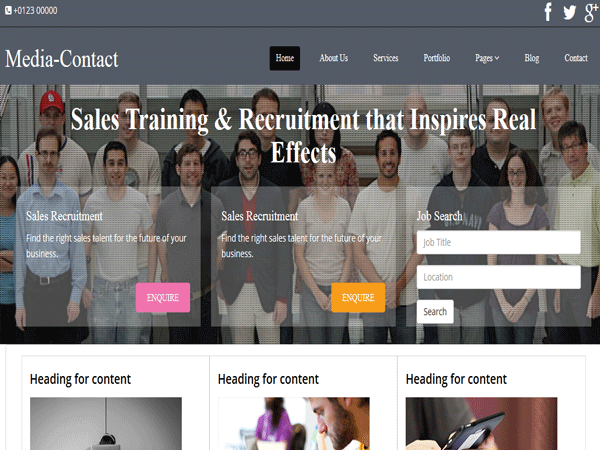 +0123 00000
Media-Contact
Home About Us Services Portfolio Pages Blog Contact
Sales Training & Recruitment that Inspires Real
Effects
Sales Recruitment
Find the right sales talent for the future of your
business.
ENQUIRE
Sales Recruitment
Find the right sales talent for the future of your
business.
ENQUIRE
Job Search
Job Title
Location
Search
Heading for content
Heading for content
Heading for content